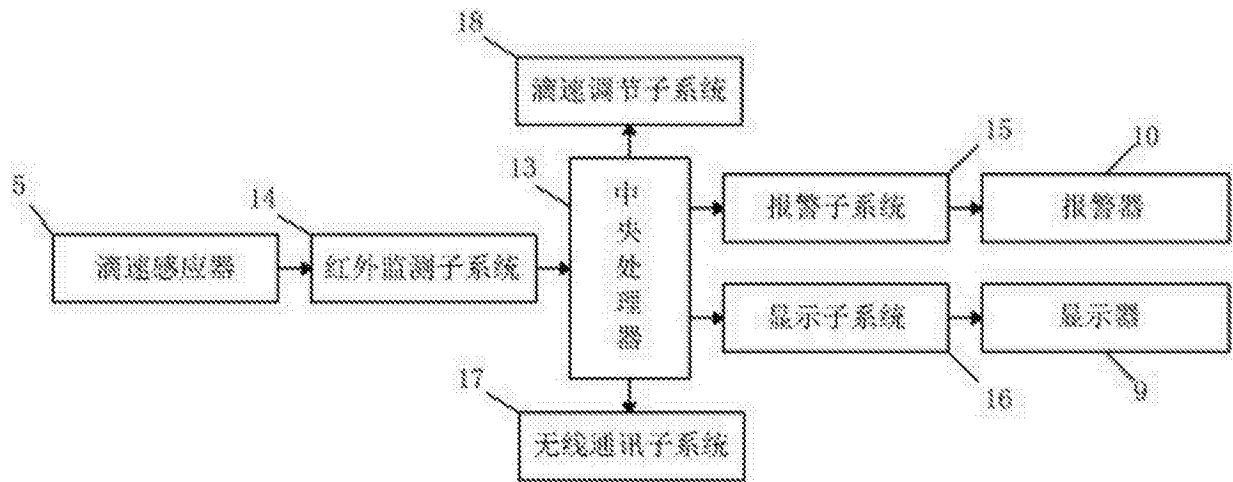 18
滴速调节子系统
5
14
13
15
10
滴速感应器
红外监测子系统
中央处理器
报警子系统
报警器
显示子系统
显示器
17
16
9
无线通讯子系统